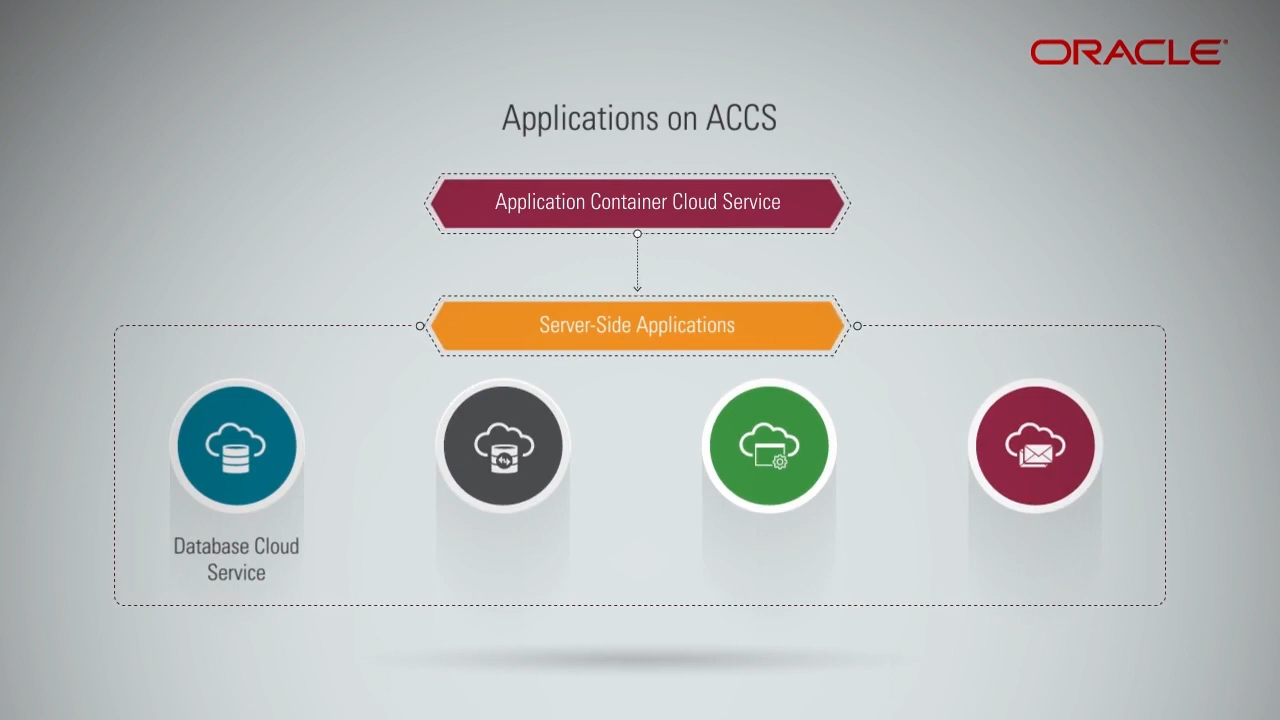 ORACLE
Applications on ACCS
Application Container Cloud Service
Server-Side Applications
Database Cloud
Service